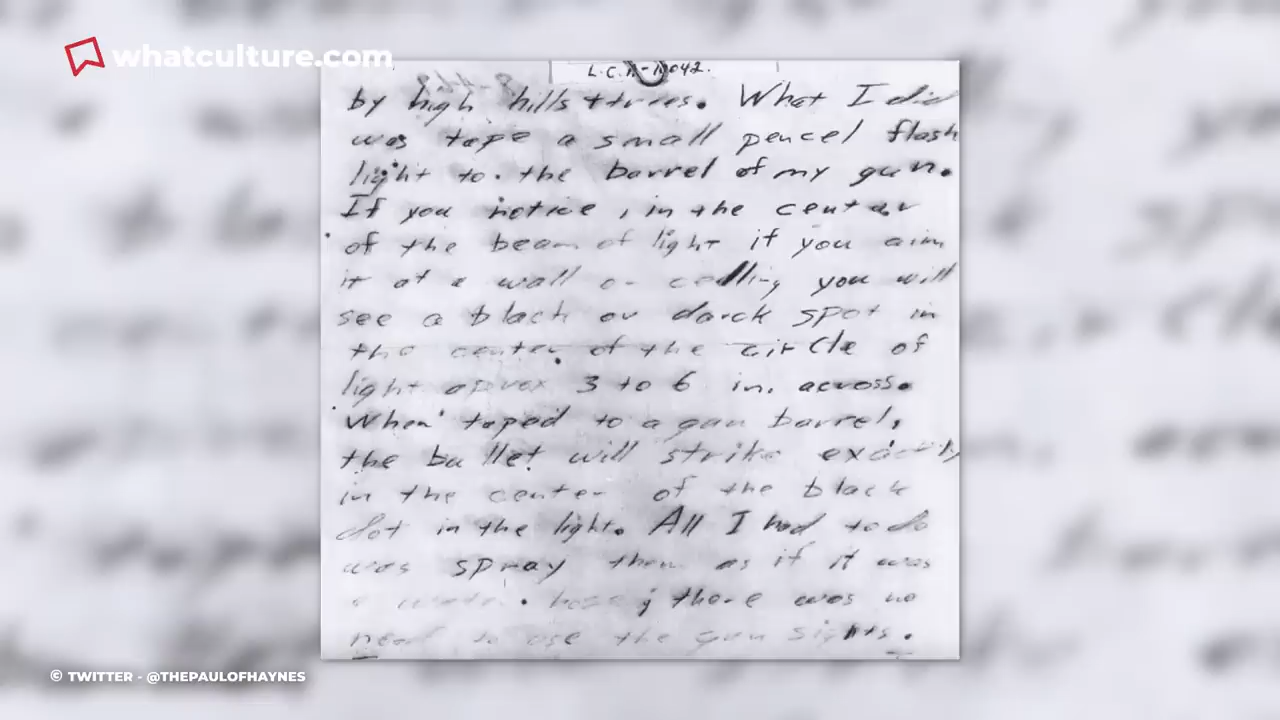 whatculture.com
by high hills & trees. What I did
was tape a small pencel flash
light to the barrel of my gun.
If you notice, in the center
of the beam of light if you aim
it at a wall or celling you will
see a black or darck spot in
the center of the circle of
light aprox 3 to 6 in. across.
When taped to a gun barrel,
the bullet will strike exactly
in the center of the black
dot in the light. All I had to do
was spray them as if it was
a water hose; there was no
need to use the gun sights.
© TWITTER - @THEPAULOFHAYNES